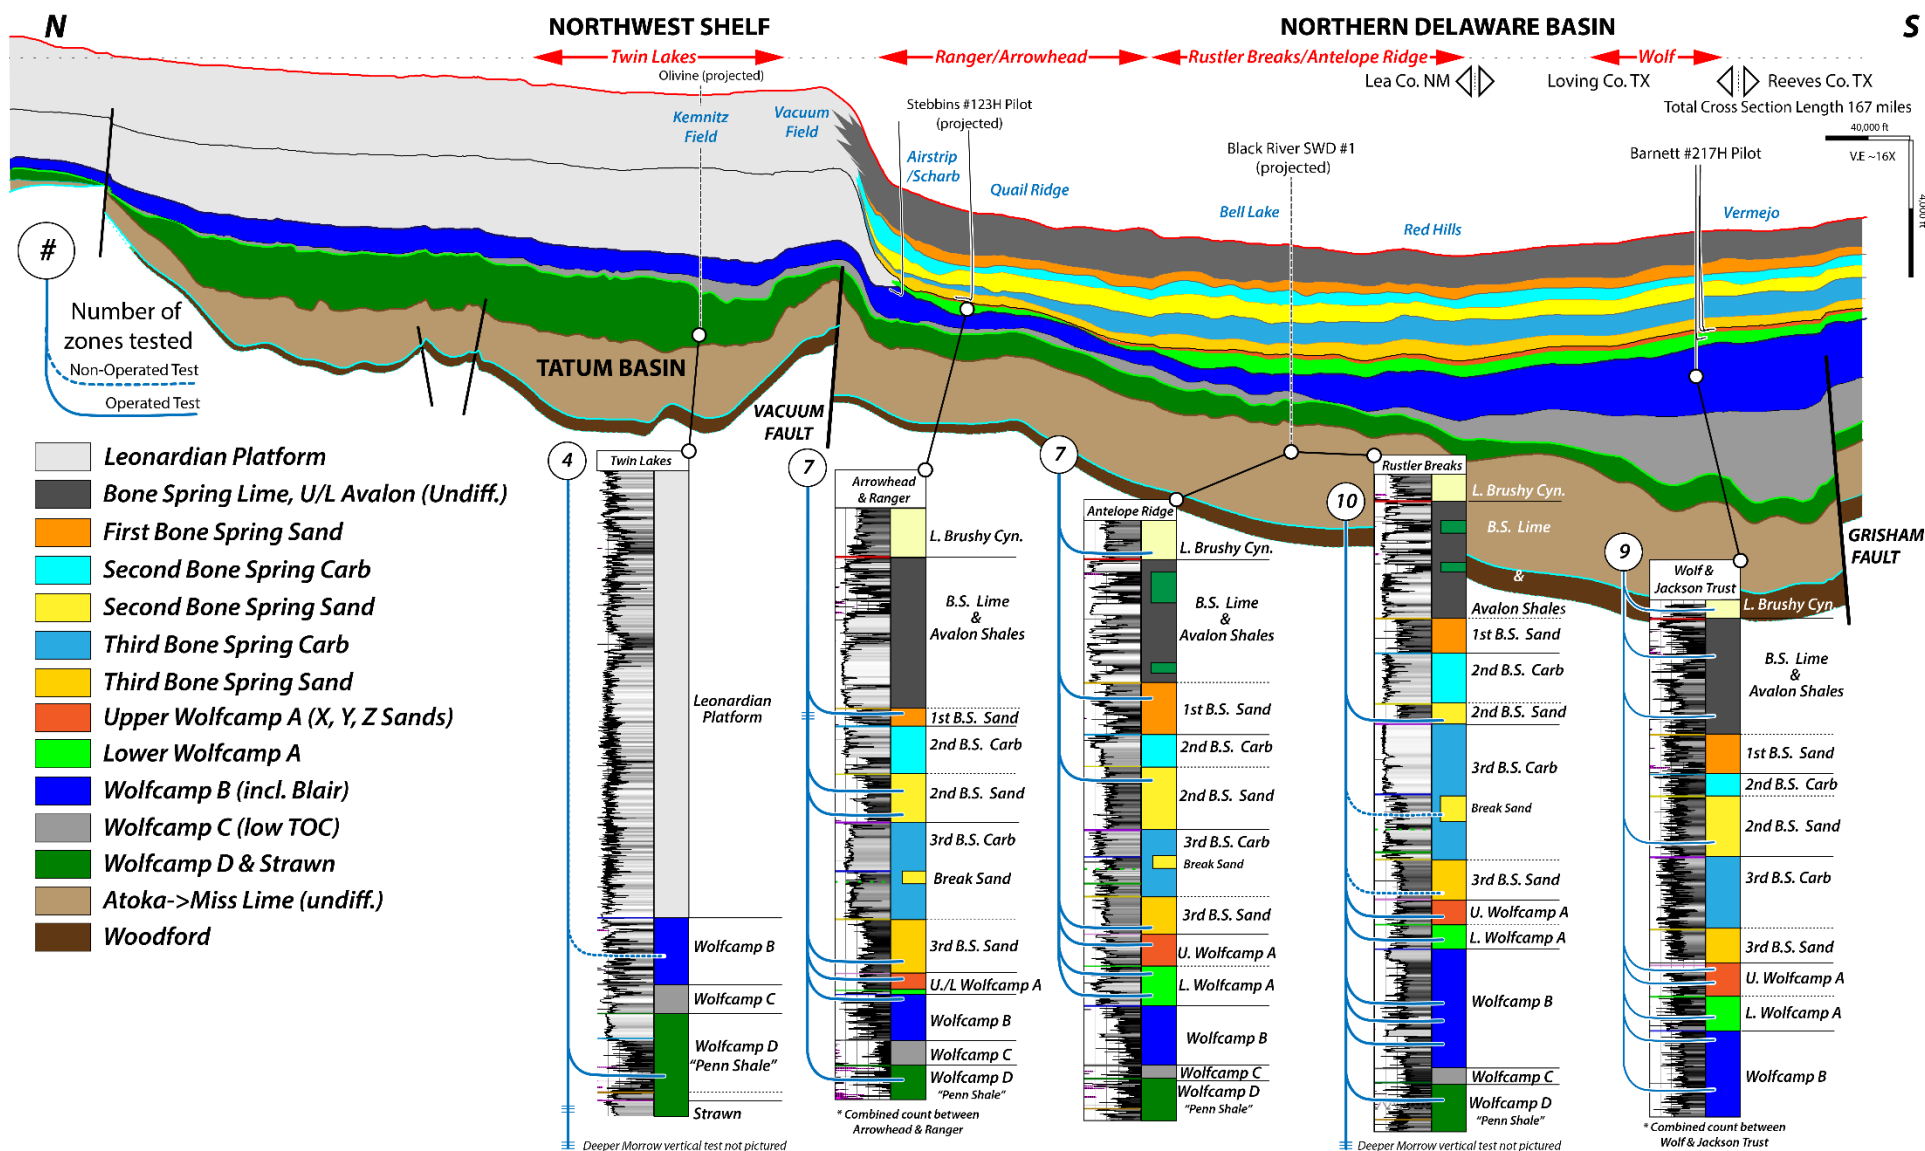 N
NORTHWEST SHELF
NORTHERN DELAWARE BASIN
S
Twin Lakes
Ranger/Arrowhead
Rustler Breaks/Antelope Ridge
Wolf
Olivine (projected)
Lea Co. NM
Loving Co. TX
Reeves Co. TX
Total Cross Section Length 167 miles
40,000 ft
V.E ~16X
4,000 ft
Kemnitz
Field
Vacuum
Field
Stebbins #123H Pilot
(projected)
Airstrip
/Scharb
Quail Ridge
Black River SWD #1
(projected)
Bell Lake
Red Hills
Barnett #217H Pilot
Vermejo
#
Number of
zones tested
Non-Operated Test
Operated Test
TATUM BASIN
VACUUM
FAULT
GRISHAM
FAULT
Leonardian Platform
Bone Spring Lime, U/L Avalon (Undiff.)
First Bone Spring Sand
Second Bone Spring Carb
Second Bone Spring Sand
Third Bone Spring Carb
Third Bone Spring Sand
Upper Wolfcamp A (X, Y, Z Sands)
Lower Wolfcamp A
Wolfcamp B (incl. Blair)
Wolfcamp C (low TOC)
Wolfcamp D & Strawn
Atoka->Miss Lime (undiff.)
Woodford
4
Twin Lakes
Leonardian
Platform
Wolfcamp B
Wolfcamp C
Wolfcamp D
"Penn Shale"
Strawn
Deeper Morrow vertical test not pictured
7
Arrowhead
& Ranger
L. Brushy Cyn.
B.S. Lime
&
Avalon Shales
1st B.S. Sand
2nd B.S. Carb
2nd B.S. Sand
3rd B.S. Carb
Break Sand
3rd B.S. Sand
U./L Wolfcamp A
Wolfcamp B
Wolfcamp C
Wolfcamp D
"Penn Shale"
* Combined count between
Arrowhead & Ranger
7
Antelope Ridge
L. Brushy Cyn.
B.S. Lime
&
Avalon Shales
1st B.S. Sand
2nd B.S. Carb
2nd B.S. Sand
3rd B.S. Carb
Break Sand
3rd B.S. Sand
U. Wolfcamp A
L. Wolfcamp A
Wolfcamp B
Wolfcamp C
Wolfcamp D
"Penn Shale"
10
Rustler Breaks
L. Brushy Cyn.
B.S. Lime
&
Avalon Shales
1st B.S. Sand
2nd B.S. Carb
2nd B.S. Sand
3rd B.S. Carb
Break Sand
3rd B.S. Sand
U. Wolfcamp A
L. Wolfcamp A
Wolfcamp B
Wolfcamp C
Wolfcamp D
"Penn Shale"
Deeper Morrow vertical test not pictured
9
Wolf &
Jackson Trust
L. Brushy Cyn.
B.S. Lime
&
Avalon Shales
1st B.S. Sand
2nd B.S. Carb
2nd B.S. Sand
3rd B.S. Carb
3rd B.S. Sand
U. Wolfcamp A
L. Wolfcamp A
Wolfcamp B
* Combined count between
Wolf & Jackson Trust